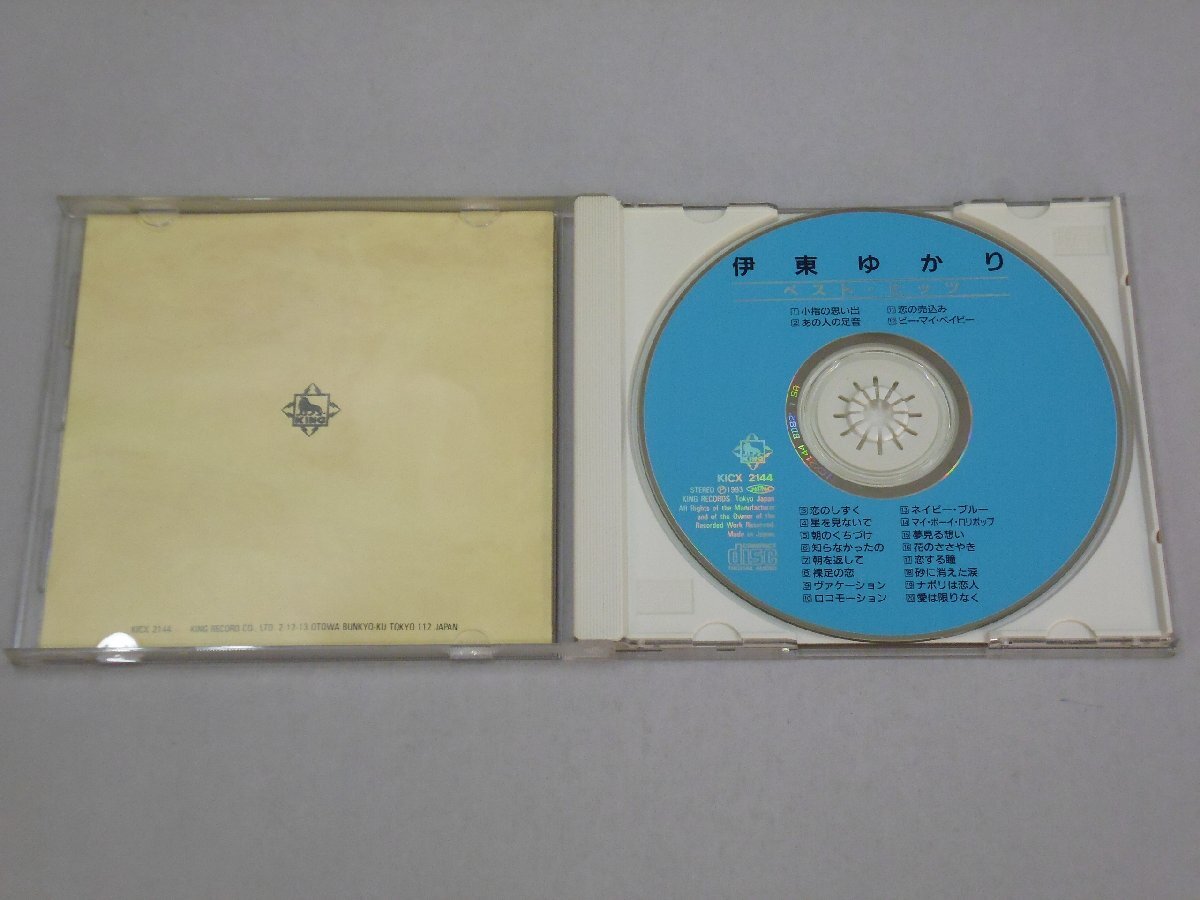 KING
KICX 2144 KING RECORD CO., LTD. 2-12-13 OTOWA BUNKYO-KU TOKYO 112 JAPAN
伊東ゆかり
ベスト・ヒッツ
1 小指の思い出 11 恋の売込み
2 あの人の足音 12 ビー・マイ・ベイビー
KING
KICX 2144
STEREO Ⓟ1993 JAPAN
KING RECORDS. Tokyo Japan
All Rights of the Manufacturer
and of the Owner of the
Recorded Work Reserved.
Made in Japan
COMPACT
disc
DIGITAL AUDIO
3 恋のしずく 13 ネイビー・ブルー
4 星を見ないで 14 マイ・ボーイ・ロリポップ
5 朝のくちづけ 15 夢見る想い
6 知らなかったの 16 花のささやき
7 朝を返して 17 恋する瞳
8 裸足の恋 18 砂に消えた涙
9 ヴァケーション 19 ナポリは恋人
10 ロコモーション 20 愛は限りなく